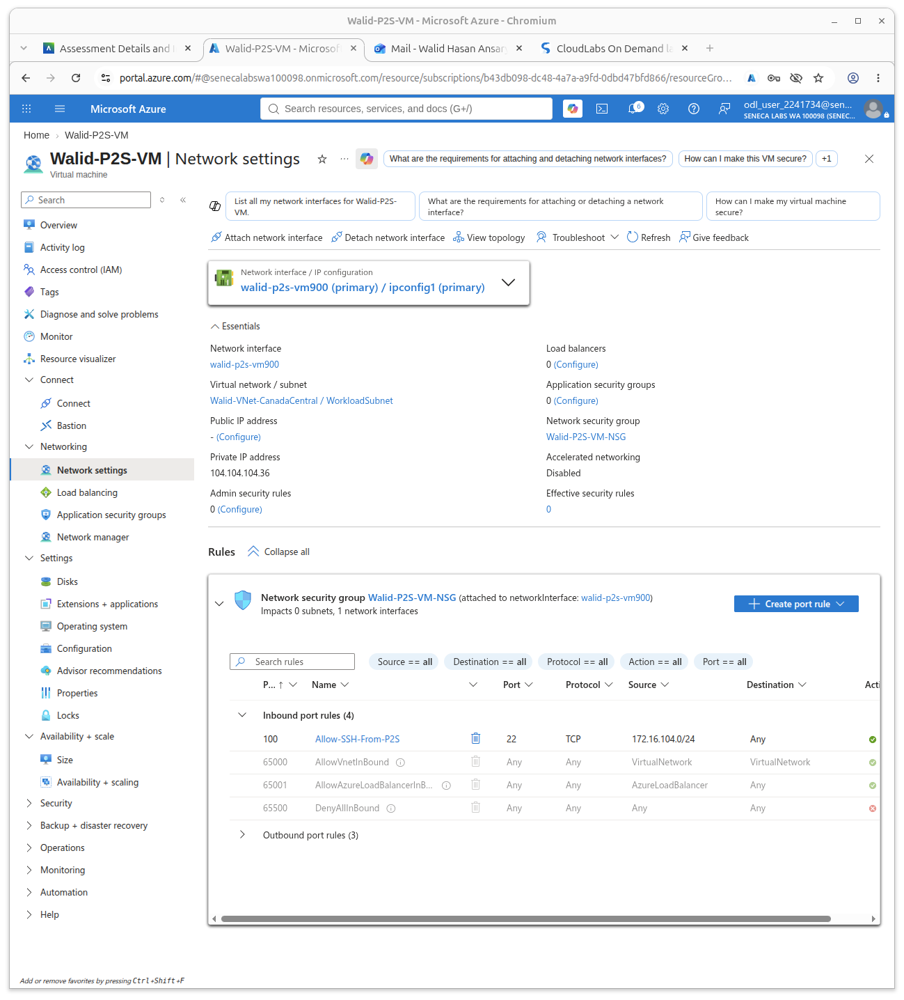 Walid-P2S-VM - Microsoft Azure - Chromium
Assessment Details and
Walid-P2S-VM - Microsof
Mail - Walid Hasan Ansar
CloudLabs On Demand la
portal.azure.com/#@senecalabswa100098.onmicrosoft.com/resource/subscriptions/b43db098-dc48-4a7a-a9fd-0dbd47bfd866/resourceGro...
Microsoft Azure
Search resources, services, and docs (G+/)
6
odl_user_2241734@sen...
SENECA LABS WA 100098 (SENEC...
Home > Walid-P2S-VM
Walid-P2S-VM | Network settings
Virtual machine
What are the requirements for attaching and detaching network interfaces?
How can I make this VM secure?
+1
Search
Overview
Activity log
Access control (IAM)
Tags
Diagnose and solve problems
Monitor
Resource visualizer
Connect
Connect
Bastion
Networking
Network settings
Load balancing
Application security groups
Network manager
Settings
Disks
Extensions + applications
Operating system
Configuration
Advisor recommendations
Properties
Locks
Availability + scale
Size
Availability + scaling
Security
Backup + disaster recovery
Operations
Monitoring
Automation
Help
Add or remove favorites by pressing Ctrl+Shift+F
List all my network interfaces for Walid-P2S-
VM.
What are the requirements for attaching or detaching a network
interface?
How can I make my virtual machine
secure?
Attach network interface
Detach network interface
View topology
Troubleshoot
Refresh
Give feedback
Network interface / IP configuration
walid-p2s-vm900 (primary) / ipconfig1 (primary)
Essentials
Network interface
walid-p2s-vm900
Virtual network / subnet
Walid-VNet-CanadaCentral / WorkloadSubnet
Public IP address
- (Configure)
Private IP address
104.104.104.36
Admin security rules
0 (Configure)
Load balancers
0 (Configure)
Application security groups
0 (Configure)
Network security group
Walid-P2S-VM-NSG
Accelerated networking
Disabled
Effective security rules
0
Rules
Collapse all
Network security group Walid-P2S-VM-NSG (attached to networkInterface: walid-p2s-vm900)
Impacts 0 subnets, 1 network interfaces
Create port rule
Search rules
Source == all
Destination == all
Protocol == all
Action == all
Port == all
P... ↑ Name Port Protocol Source Destination Acti
Inbound port rules (4)
100 Allow-SSH-From-P2S 22 TCP 172.16.104.0/24 Any
65000 AllowVnetInBound Any Any VirtualNetwork VirtualNetwork
65001 AllowAzureLoadBalancerInB... Any Any AzureLoadBalancer Any
65500 DenyAllInBound Any Any Any Any
Outbound port rules (3)